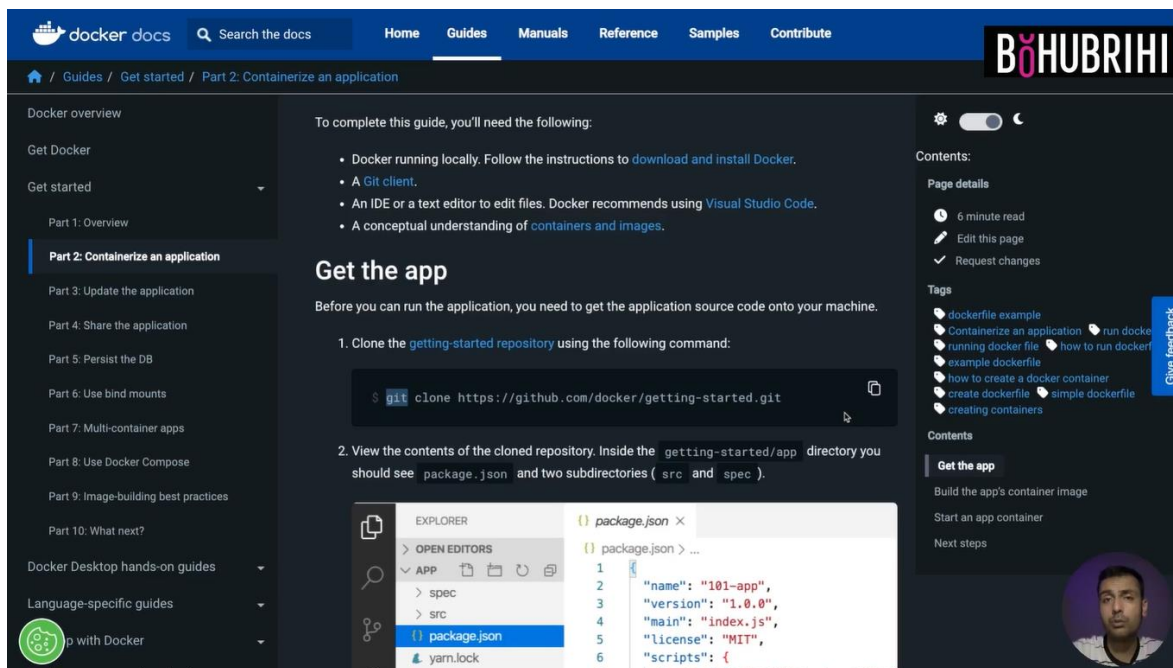 docker docs
Search the docs
Home
Guides
Manuals
Reference
Samples
Contribute
BOHUBRIHI
/ Guides / Get started / Part 2: Containerize an application
Docker overview
Get Docker
Get started
Part 1: Overview
Part 2: Containerize an application
Part 3: Update the application
Part 4: Share the application
Part 5: Persist the DB
Part 6: Use bind mounts
Part 7: Multi-container apps
Part 8: Use Docker Compose
Part 9: Image-building best practices
Part 10: What next?
Docker Desktop hands-on guides
Language-specific guides
p with Docker
To complete this guide, you'll need the following:
• Docker running locally. Follow the instructions to download and install Docker.
• A Git client.
• An IDE or a text editor to edit files. Docker recommends using Visual Studio Code.
• A conceptual understanding of containers and images.
Get the app
Before you can run the application, you need to get the application source code onto your machine.
1. Clone the getting-started repository using the following command:
$ git clone https://github.com/docker/getting-started.git
2. View the contents of the cloned repository. Inside the getting-started/app directory you
should see package.json and two subdirectories ( src and spec ).
EXPLORER
> OPEN EDITORS
APP
> spec
> src
{} package.json
yarn.lock
{} package.json ×
{} package.json > ...
1 {
2 "name": "101-app",
3 "version": "1.0.0",
4 "main": "index.js",
5 "license": "MIT",
6 "scripts": {
Contents:
Page details
6 minute read
Edit this page
Request changes
Tags
dockerfile example
Containerize an application run docke
running docker file how to run dockerf
example dockerfile
how to create a docker container
create dockerfile simple dockerfile
creating containers
Contents
Get the app
Build the app's container image
Start an app container
Next steps
Give feedback